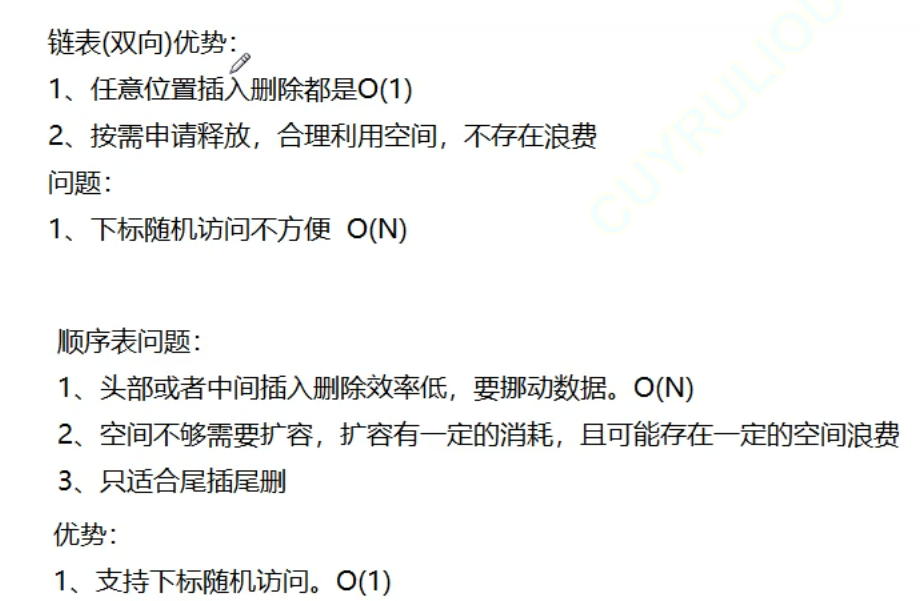 链表(双向)优势：
1、任意位置插入删除都是O(1)
2、按需申请释放，合理利用空间，不存在浪费
问题：
1、下标随机访问不方便 O(N)
顺序表问题：
1、头部或者中间插入删除效率低，要挪动数据。O(N)
2、空间不够需要扩容，扩容有一定的消耗，且可能存在一定的空间浪费
3、只适合尾插尾删
优势：
1、支持下标随机访问。O(1)